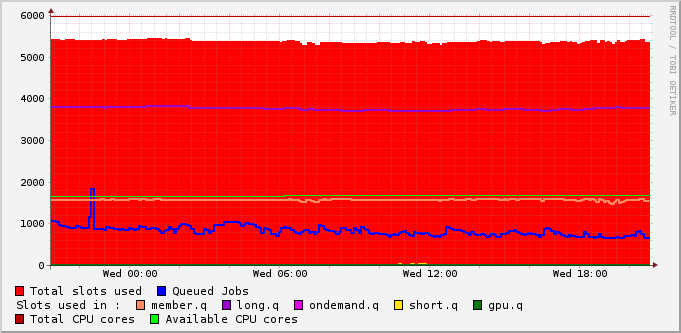 6000
5000
4000
3000
2000
1000
0
Wed 00:00 Wed 06:00 Wed 12:00 Wed 18:00
Total slots used Queued Jobs
Slots used in : member.q long.q ondemand.q short.q gpu.q
Total CPU cores Available CPU cores
RRDTOOL / TOBI OETIKER